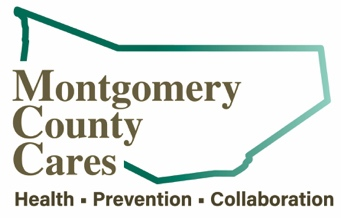 Montgomery
County
Cares
Health ▪ Prevention ▪ Collaboration